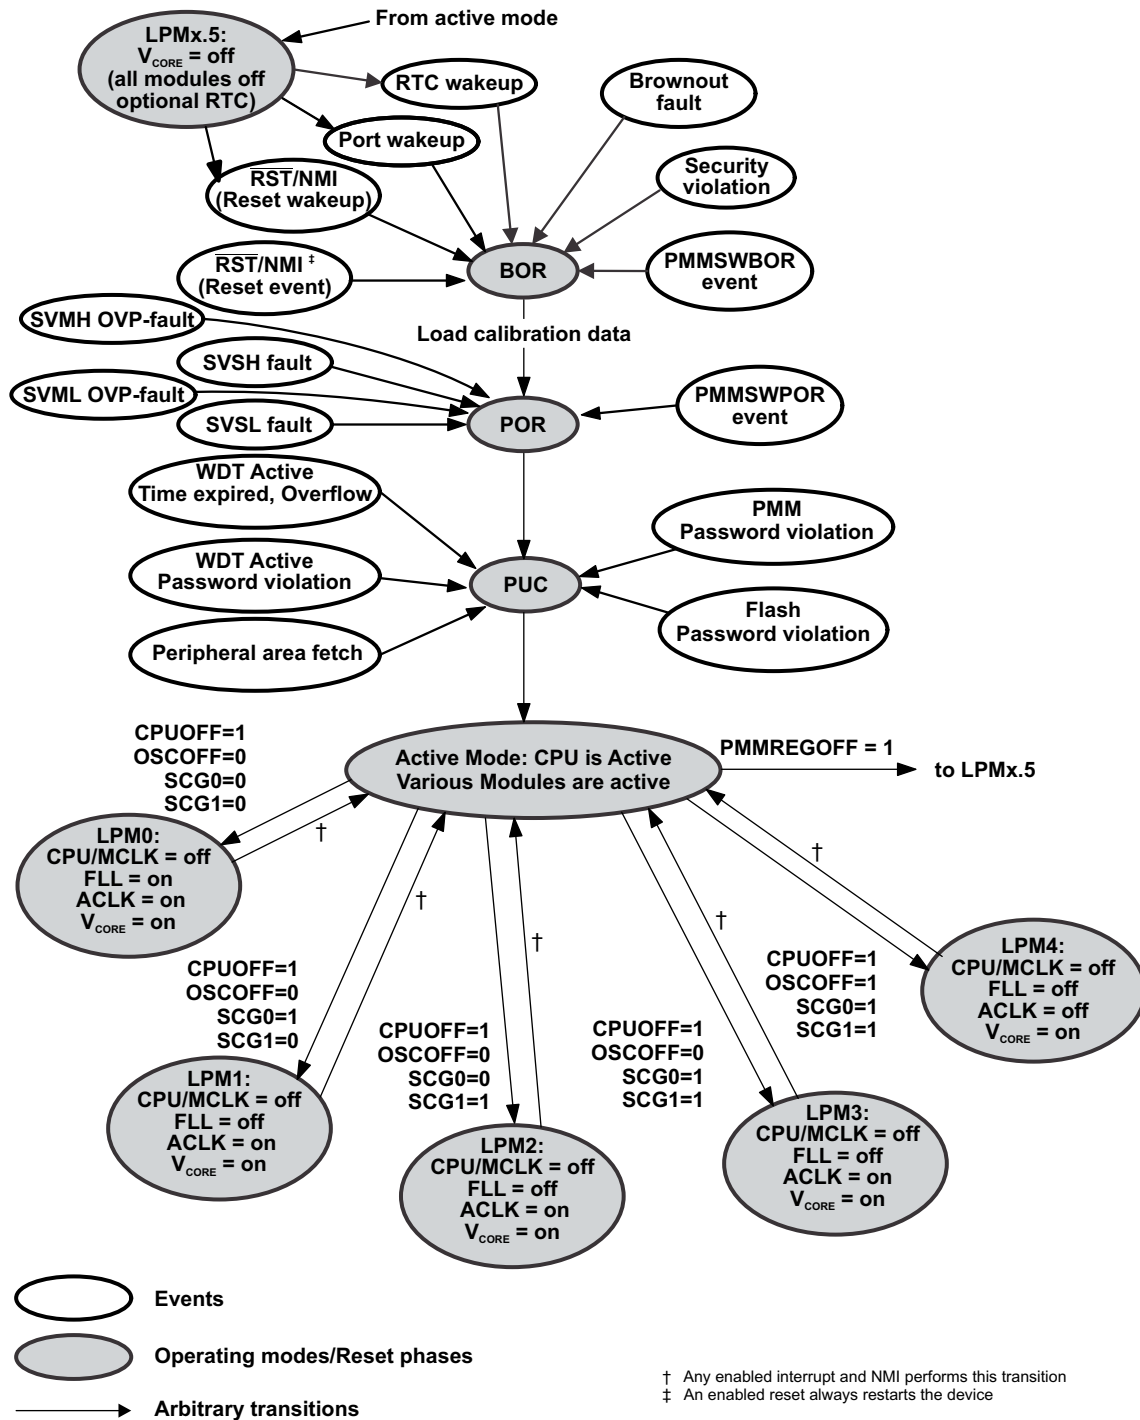 From active mode
LPMx.5:
VCORE = off
(all modules off
optional RTC)
RTC wakeup
Brownout
fault
Port wakeup
Security
violation
RST/NMI
(Reset wakeup)
BOR
PMMSWBOR
event
RST/NMI ‡
(Reset event)
SVMH OVP-fault
Load calibration data
SVSH fault
SVML OVP-fault
PMMSWPOR
event
POR
SVSL fault
WDT Active
Time expired, Overflow
PMM
Password violation
WDT Active
Password violation
PUC
Flash
Password violation
Peripheral area fetch
CPUOFF=1
OSCOFF=0
SCG0=0
SCG1=0
Active Mode: CPU is Active
Various Modules are active
PMMREGOFF = 1
to LPMx.5
LPM0:
CPU/MCLK = off
FLL = on
ACLK = on
VCORE = on
†
†
†
†
†
CPUOFF=1
OSCOFF=0
SCG0=1
SCG1=0
CPUOFF=1
OSCOFF=0
SCG0=0
SCG1=1
CPUOFF=1
OSCOFF=0
SCG0=1
SCG1=1
CPUOFF=1
OSCOFF=1
SCG0=1
SCG1=1
LPM4:
CPU/MCLK = off
FLL = off
ACLK = off
VCORE = on
LPM1:
CPU/MCLK = off
FLL = off
ACLK = on
VCORE = on
LPM2:
CPU/MCLK = off
FLL = off
ACLK = on
VCORE = on
LPM3:
CPU/MCLK = off
FLL = off
ACLK = on
VCORE = on
Events
Operating modes/Reset phases
Arbitrary transitions
† Any enabled interrupt and NMI performs this transition
‡ An enabled reset always restarts the device